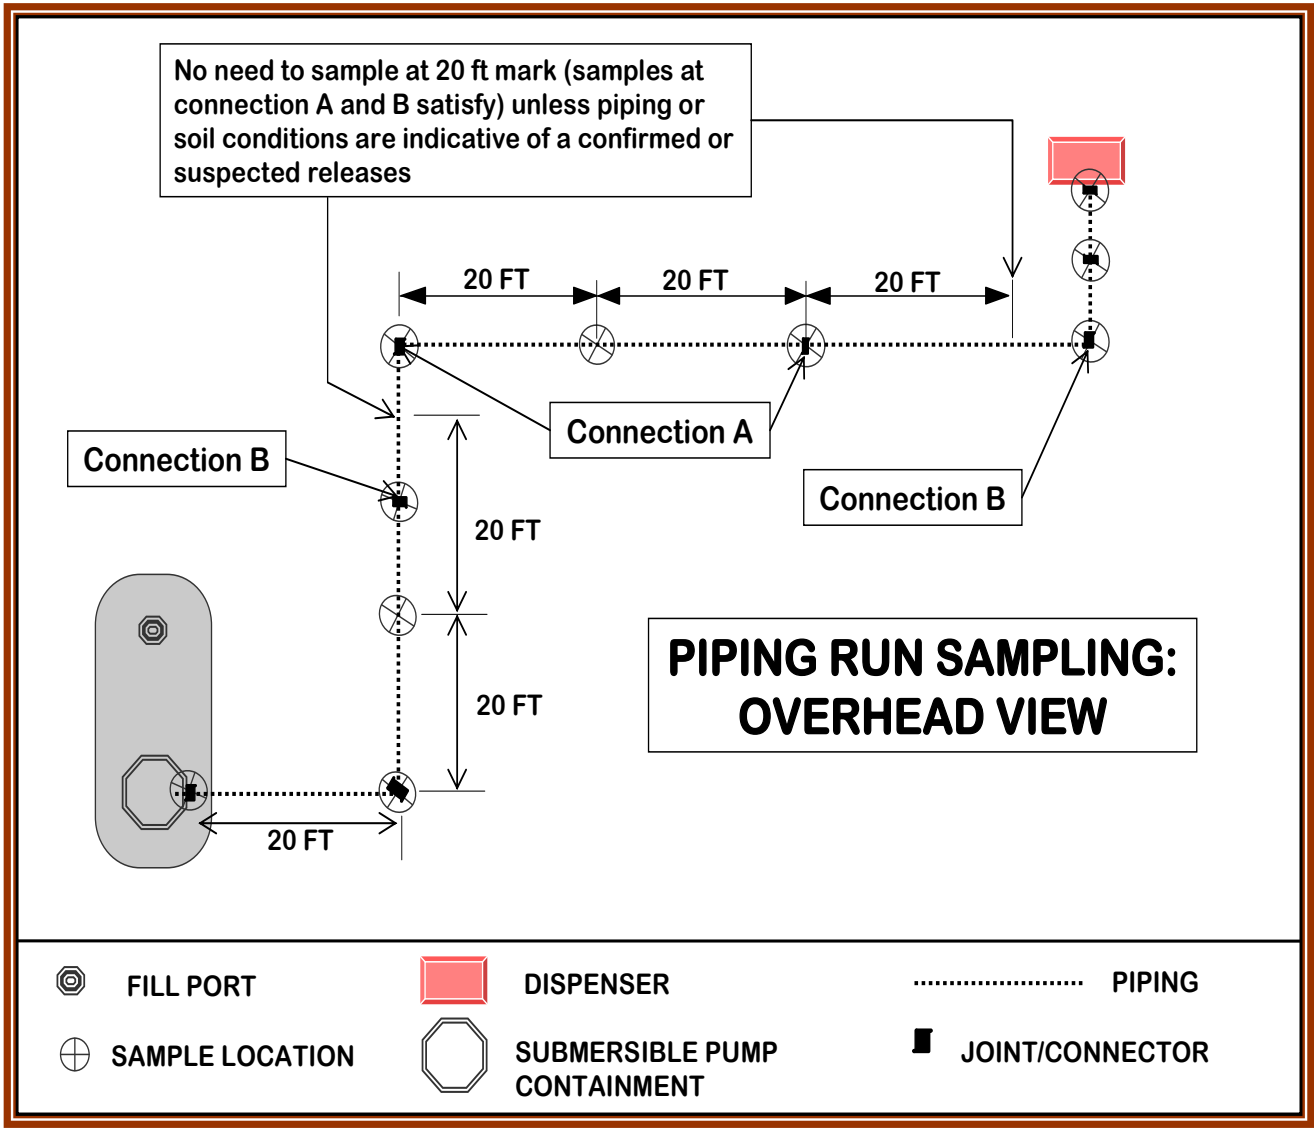 No need to sample at 20 ft mark (samples at
connection A and B satisfy) unless piping or
soil conditions are indicative of a confirmed or
suspected releases
20 FT
20 FT
20 FT
Connection A
Connection B
Connection B
20 FT
20 FT
20 FT
PIPING RUN SAMPLING:
OVERHEAD VIEW
FILL PORT
DISPENSER
PIPING
SAMPLE LOCATION
SUBMERSIBLE PUMP
CONTAINMENT
JOINT/CONNECTOR